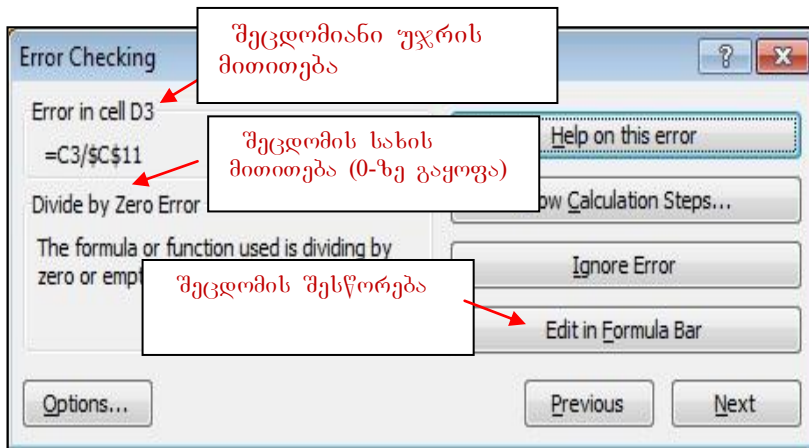 შეცდომიანი უჯრის
მითითება
Error Checking
Error in cell D3
=C3/$C$11
Help on this error
შეცდომის სახის
მითითება (0-ზე გაყოფა)
Divide by Zero Error
Calculation Steps...
The formula or function used is dividing by
zero or
Ignore Error
შეცდომის შესწორება
Edit in Formula Bar
Options...
Previous
Next